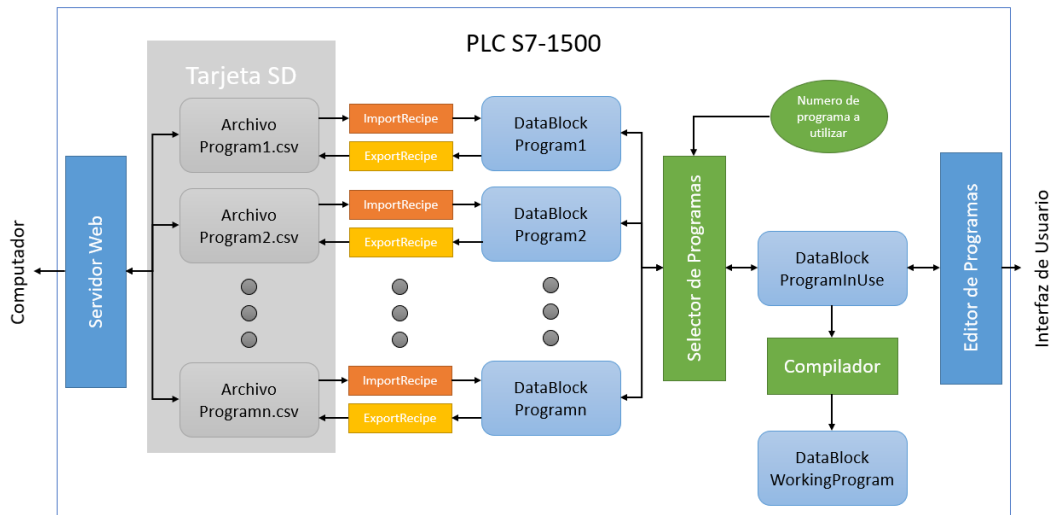 PLC S7-1500
Tarjeta SD
Computador
Servidor Web
Archivo
Program1.csv
ImportRecipe
ExportRecipe
DataBlock
Program1
Archivo
Program2.csv
ImportRecipe
ExportRecipe
DataBlock
Program2
Archivo
Programn.csv
ImportRecipe
ExportRecipe
DataBlock
Programn
Selector de Programas
Numero de
programa a
utilizar
DataBlock
ProgramInUse
Compilador
DataBlock
WorkingProgram
Editor de Programas
Interfaz de Usuario